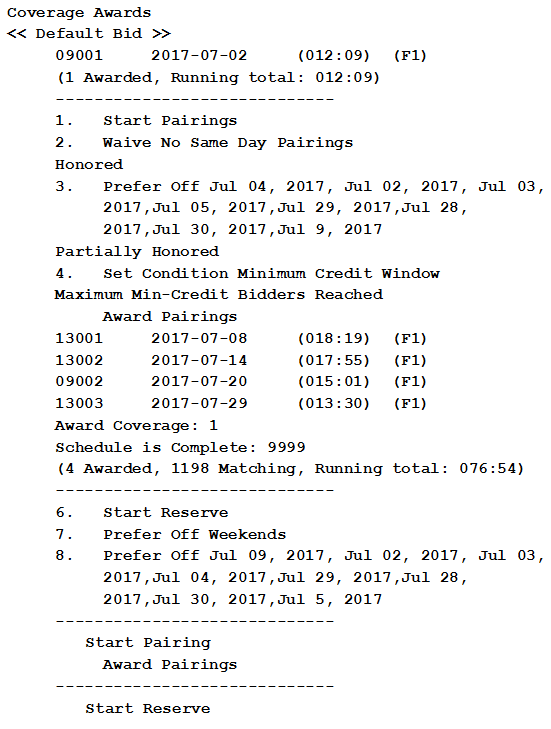 Coverage Awards
<< Default Bid >>
09001 2017-07-02 (012:09) (F1)
(1 Awarded, Running total: 012:09)
-----------------------------
1. Start Pairings
2. Waive No Same Day Pairings
Honored
3. Prefer Off Jul 04, 2017, Jul 02, 2017, Jul 03,
2017,Jul 05, 2017,Jul 29, 2017,Jul 28,
2017,Jul 30, 2017,Jul 9, 2017
Partially Honored
4. Set Condition Minimum Credit Window
Maximum Min-Credit Bidders Reached
Award Pairings
13001 2017-07-08 (018:19) (F1)
13002 2017-07-14 (017:55) (F1)
09002 2017-07-20 (015:01) (F1)
13003 2017-07-29 (013:30) (F1)
Award Coverage: 1
Schedule is Complete: 9999
(4 Awarded, 1198 Matching, Running total: 076:54)
-----------------------------
6. Start Reserve
7. Prefer Off Weekends
8. Prefer Off Jul 09, 2017, Jul 02, 2017, Jul 03,
2017,Jul 04, 2017,Jul 29, 2017,Jul 28,
2017,Jul 30, 2017,Jul 5, 2017
-----------------------------
Start Pairing
Award Pairings
-----------------------------
Start Reserve